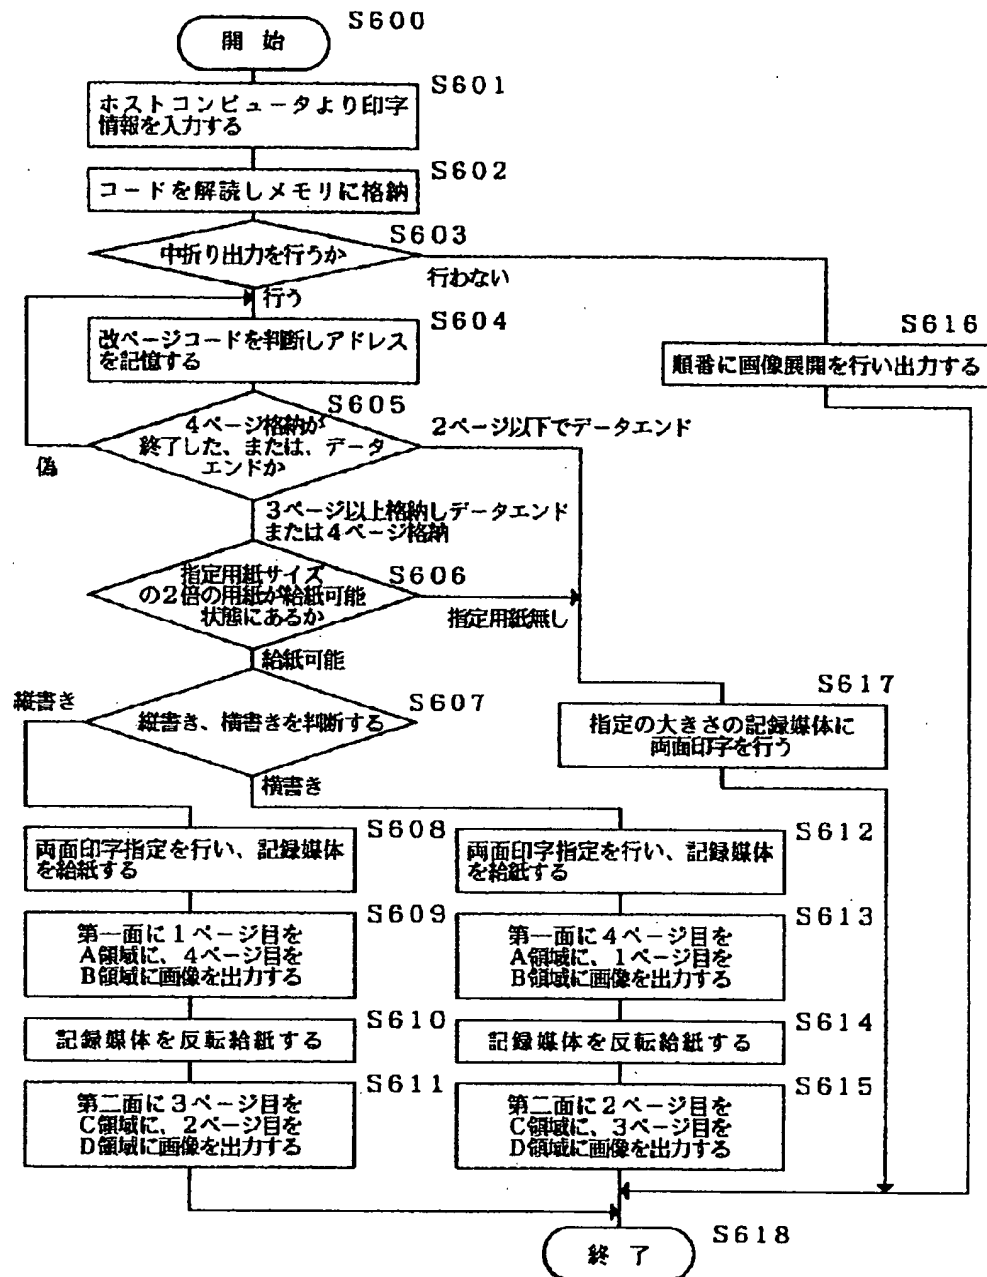 S600
開始
S601
ホストコンピュータより印字
情報を入力する
S602
コードを解読しメモリに格納
S603
中折り出力を行うか
行わない
行う
S604
改ページコードを判断しアドレス
を記憶する
S616
順番に画像展開を行い出力する
S605
4ページ格納が
終了した、または、データ
エンドか
2ページ以下でデータエンド
偽
3ページ以上格納しデータエンド
または4ページ格納
S606
指定用紙サイズ
の2倍の用紙が給紙可能
状態にあるか
指定用紙無し
給紙可能
S607
縦書き
縦書き、横書きを判断する
横書き
S617
指定の大きさの記録媒体に
両面印字を行う
S608
両面印字指定を行い、記録媒体
を給紙する
S612
両面印字指定を行い、記録媒体
を給紙する
S609
第一面に1ページ目を
A領域に、4ページ目を
B領域に画像を出力する
S613
第一面に4ページ目を
A領域に、1ページ目を
B領域に画像を出力する
S610
記録媒体を反転給紙する
S614
記録媒体を反転給紙する
S611
第二面に3ページ目を
C領域に、2ページ目を
D領域に画像を出力する
S615
第二面に2ページ目を
C領域に、3ページ目を
D領域に画像を出力する
S618
終了